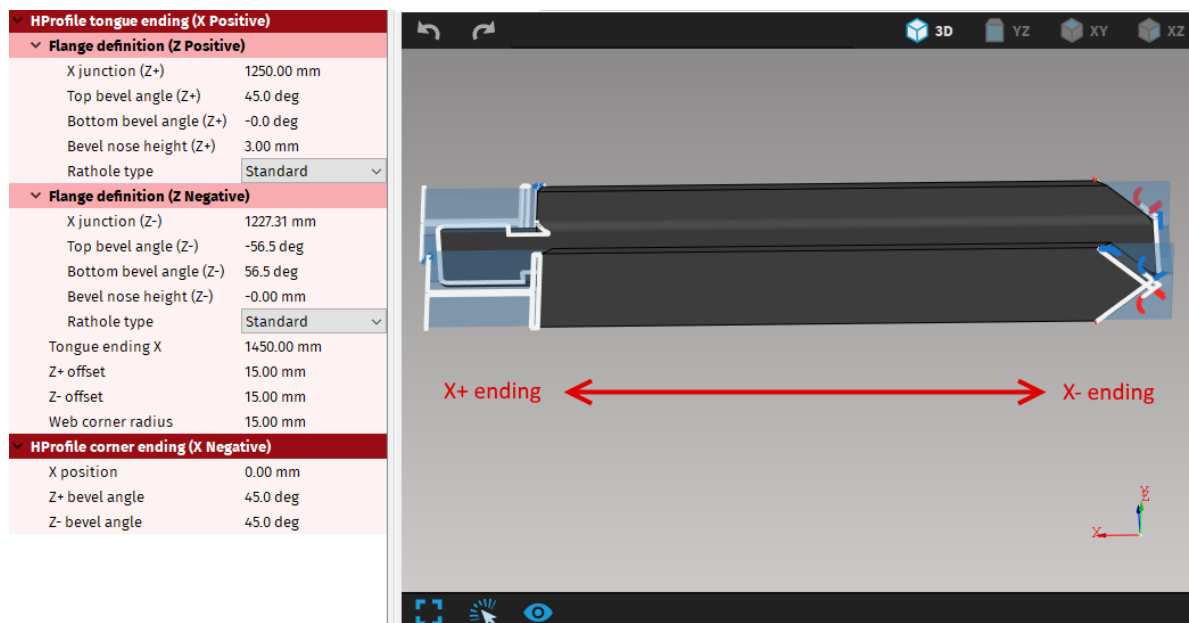 HProfile tongue ending (X Positive)
Flange definition (Z Positive)
X junction (Z+) 1250.00 mm
Top bevel angle (Z+) 45.0 deg
Bottom bevel angle (Z+) -0.0 deg
Bevel nose height (Z+) 3.00 mm
Rathole type Standard
Flange definition (Z Negative)
X junction (Z-) 1227.31 mm
Top bevel angle (Z-) -56.5 deg
Bottom bevel angle (Z-) 56.5 deg
Bevel nose height (Z-) -0.00 mm
Rathole type Standard
Tongue ending X 1450.00 mm
Z+ offset 15.00 mm
Z- offset 15.00 mm
Web corner radius 15.00 mm
HProfile corner ending (X Negative)
X position 0.00 mm
Z+ bevel angle 45.0 deg
Z- bevel angle 45.0 deg
3D YZ XY XZ
X+ ending X- ending
X